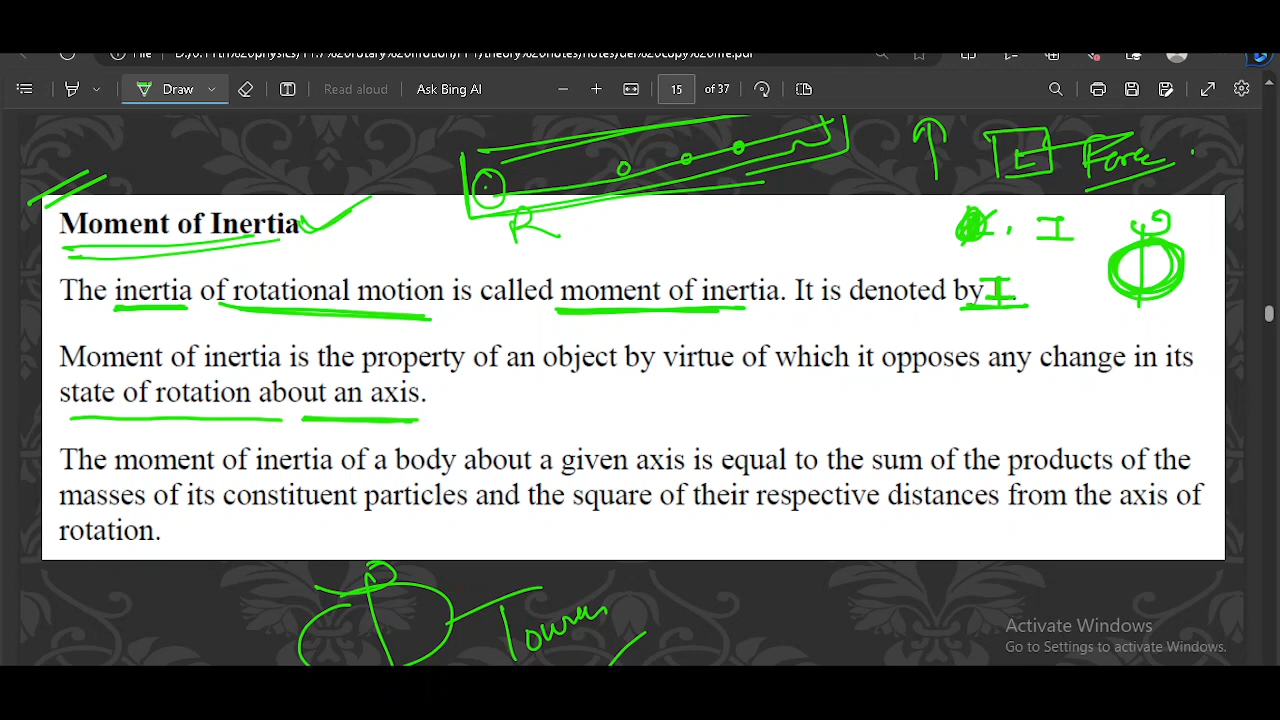 Draw
Read aloud
Ask Bing AI
15 of 37
R
E Force
Moment of Inertia
I
The inertia of rotational motion is called moment of inertia. It is denoted by I.
Moment of inertia is the property of an object by virtue of which it opposes any change in its
state of rotation about an axis.
The moment of inertia of a body about a given axis is equal to the sum of the products of the
masses of its constituent particles and the square of their respective distances from the axis of
rotation.
Activate Windows
Go to Settings to activate Windows.